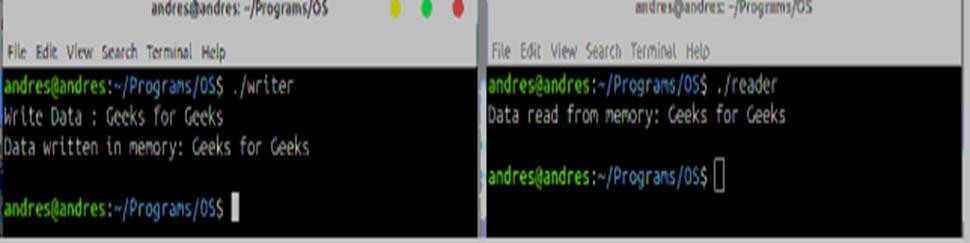 andres@andres: ~/Programs/OS
File Edit View Search Terminal Help
andres@andres:~/Programs/OS$ ./writer
Write Data : Geeks for Geeks
Data written in memory: Geeks for Geeks
andres@andres:~/Programs/OS$
andres@andres: ~/Programs/OS
File Edit View Search Terminal Help
andres@andres:~/Programs/OS$ ./reader
Data read from memory: Geeks for Geeks
andres@andres:~/Programs/OS$